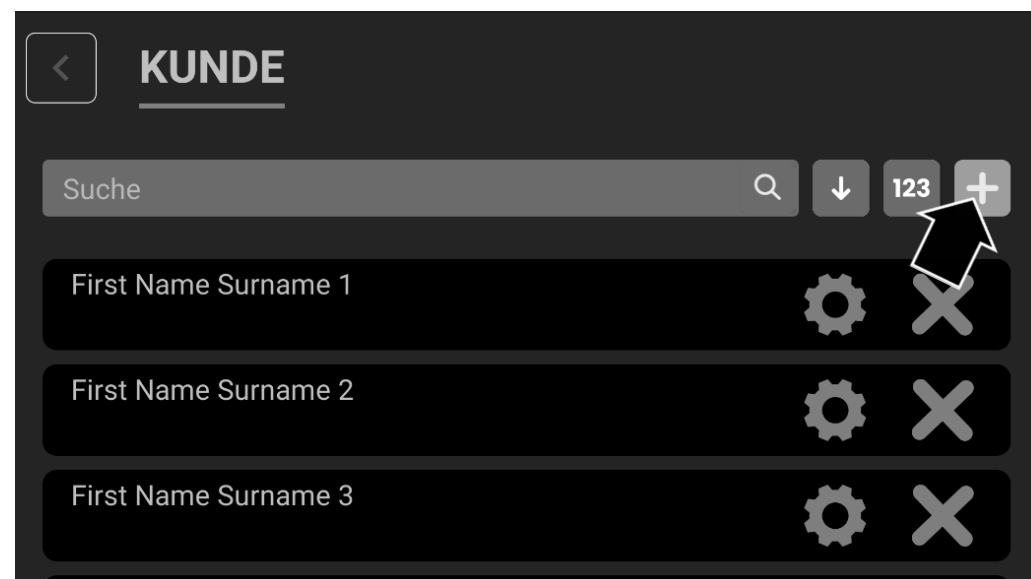 KUNDE
Suche
123
First Name Surname 1
First Name Surname 2
First Name Surname 3